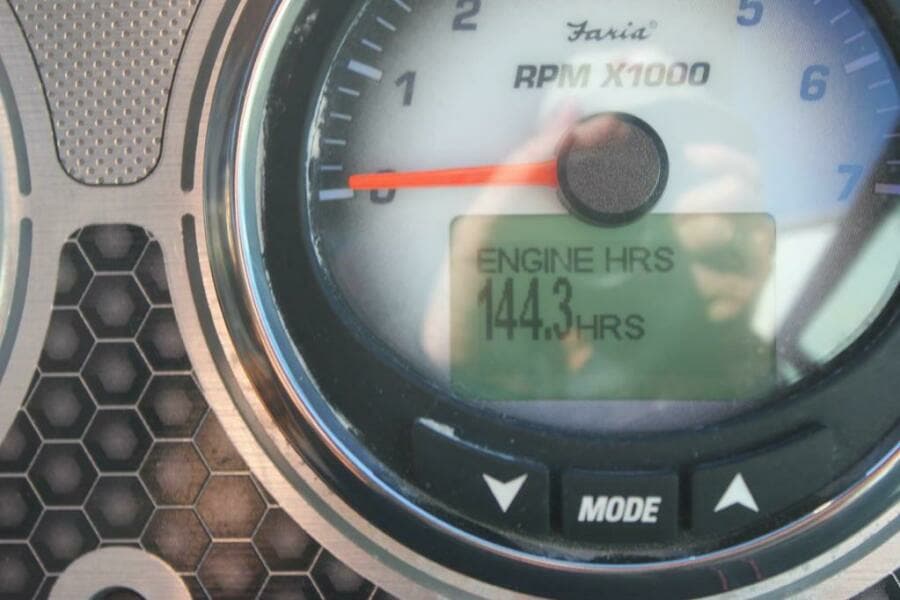 2
5
Faria®
RPM X1000
1
6
0
7
ENGINE HRS
144.3HRS
MODE